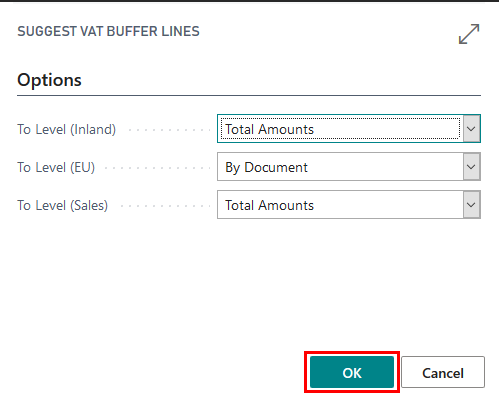 SUGGEST VAT BUFFER LINES
Options
To Level (Inland) Total Amounts
To Level (EU) By Document
To Level (Sales) Total Amounts
OK Cancel